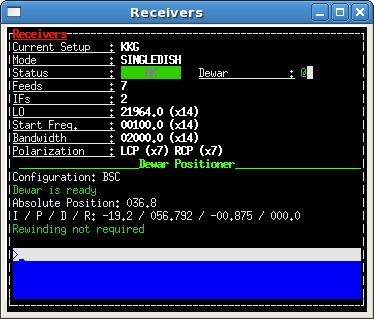 Receivers
Receivers
Current Setup : KKG
Mode : SINGLEDISH
Status : OK Dewar : 0
Feeds : 7
IFs : 2
LO : 21964.0 (x14)
Start Freq. : 00100.0 (x14)
Bandwidth : 02000.0 (x14)
Polarization : LCP (x7) RCP (x7)
Dewar Positioner
Configuration: BSC
Dewar is ready
Absolute Position: 036.8
I / P / D / R: -19.2 / 056.792 / -00.875 / 000.0
Rewinding not required
>_